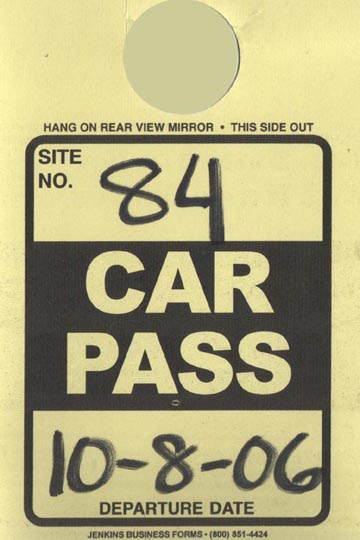 HANG ON REAR VIEW MIRROR • THIS SIDE OUT
SITE
NO.
84
CAR
PASS
10-8-06
DEPARTURE DATE
JENKINS BUSINESS FORMS • (800) 851-4424